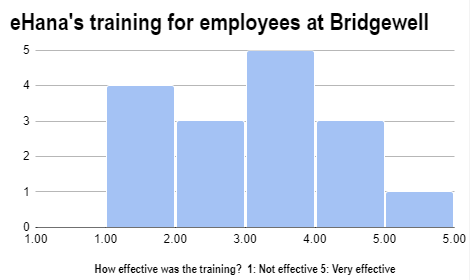 eHana's training for employees at Bridgewell
5
4
3
2
1
0
1.00 1.00 2.00 3.00 4.00 5.00 5.00
How effective was the training? 1: Not effective 5: Very effective